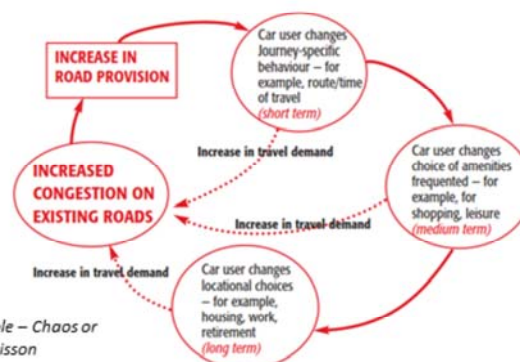 INCREASE IN
ROAD PROVISION
Car user changes
Journey-specific
behaviour – for
example, route/time
of travel
(short term)
Increase in travel demand
Car user changes
choice of amenities
frequented – for
example, for
shopping, leisure
(medium term)
INCREASED
CONGESTION ON
EXISTING ROADS
Increase in travel demand
Increase in travel demand
Car user changes
locational choices
– for example,
housing, work,
retirement
(long term)
– Chaos or